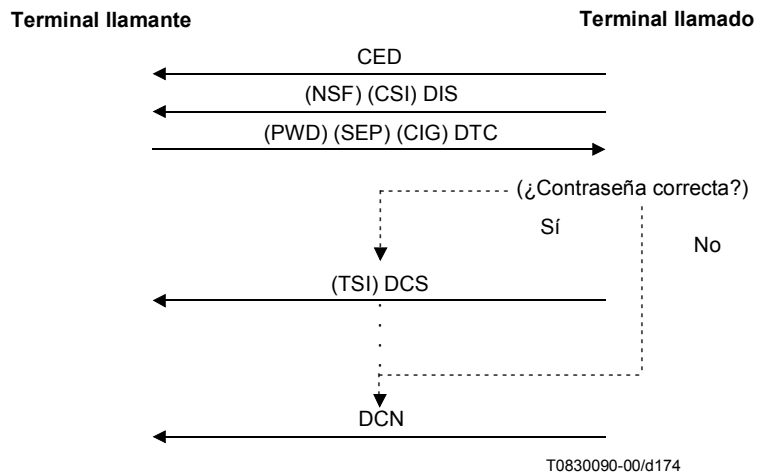 Terminal llamante
Terminal llamado
CED
(NSF) (CSI) DIS
(PWD) (SEP) (CIG) DTC
(¿Contraseña correcta?)
Sí
No
(TSI) DCS
DCN
T0830090-00/d174